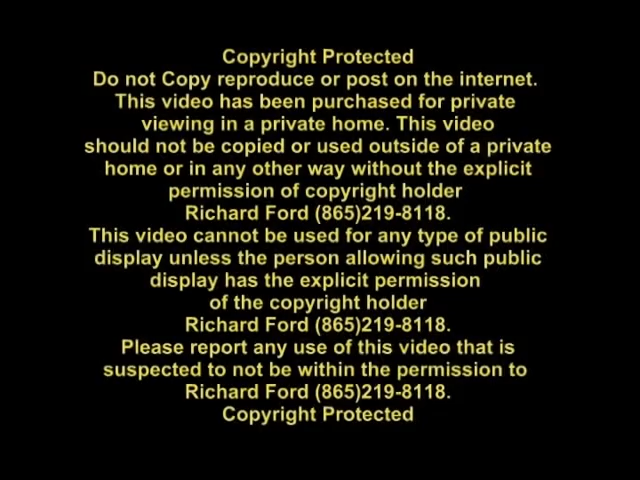 Copyright Protected
Do not Copy reproduce or post on the internet.
This video has been purchased for private
viewing in a private home. This video
should not be copied or used outside of a private
home or in any other way without the explicit
permission of copyright holder
Richard Ford (865)219-8118.
This video cannot be used for any type of public
display unless the person allowing such public
display has the explicit permission
of the copyright holder
Richard Ford (865)219-8118.
Please report any use of this video that is
suspected to not be within the permission to
Richard Ford (865)219-8118.
Copyright Protected